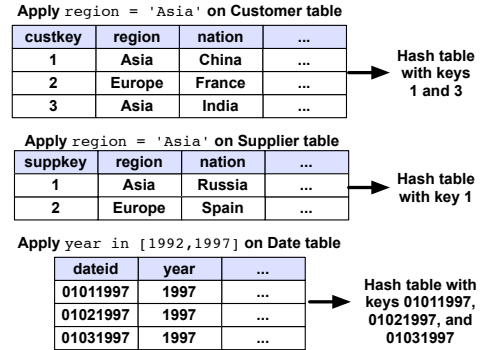 Apply region = 'Asia' on Customer table
custkey region nation ...
1 Asia China ...
2 Europe France ...
3 Asia India ...
Hash table
with keys
1 and 3
Apply region = 'Asia' on Supplier table
suppkey region nation ...
1 Asia Russia ...
2 Europe Spain ...
Hash table
with key 1
Apply year in [1992,1997] on Date table
dateid year ...
01011997 1997 ...
01021997 1997 ...
01031997 1997 ...
Hash table with
keys 01011997,
01021997, and
01031997